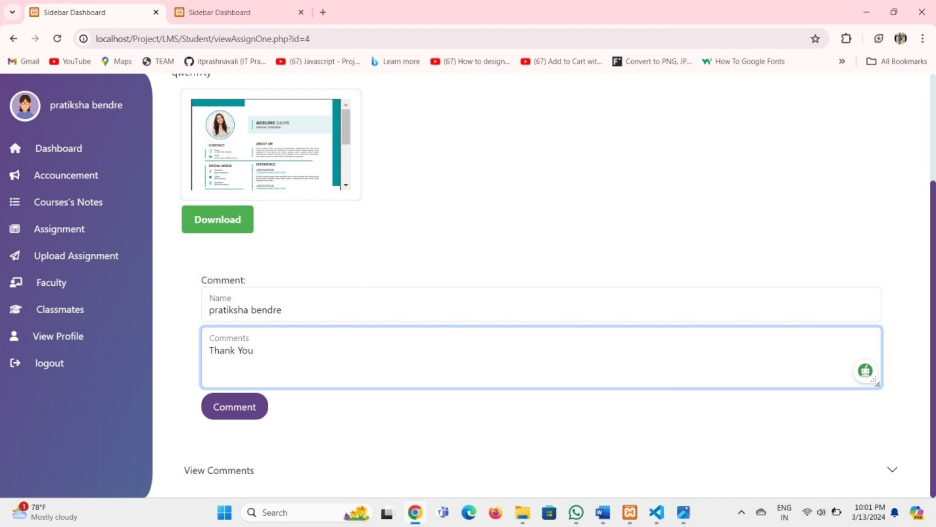 Sidebar Dashboard
Sidebar Dashboard
localhost/Project/LMS/Student/viewAssignOne.php?id=4
Gmail
YouTube
Maps
TEAM
itprashnavali (IT Pra...
(67) Javascript - Proj...
Learn more
(67) How to design...
(67) Add to Cart wit...
Convert to PNG, JP...
How To Google Fonts
All Bookmarks
pratiksha bendre
Dashboard
Accouncement
Courses's Notes
Assignment
Upload Assignment
Faculty
Classmates
View Profile
logout
ADELINE DAVIS
CONTACT
ABOUT ME
SOCIAL MEDIA
EXPERIENCE
Download
Comment:
Name
pratiksha bendre
Comments
Thank You
Comment
View Comments
1
78°F
Mostly cloudy
Search
ENG
IN
10:01 PM
3/13/2024